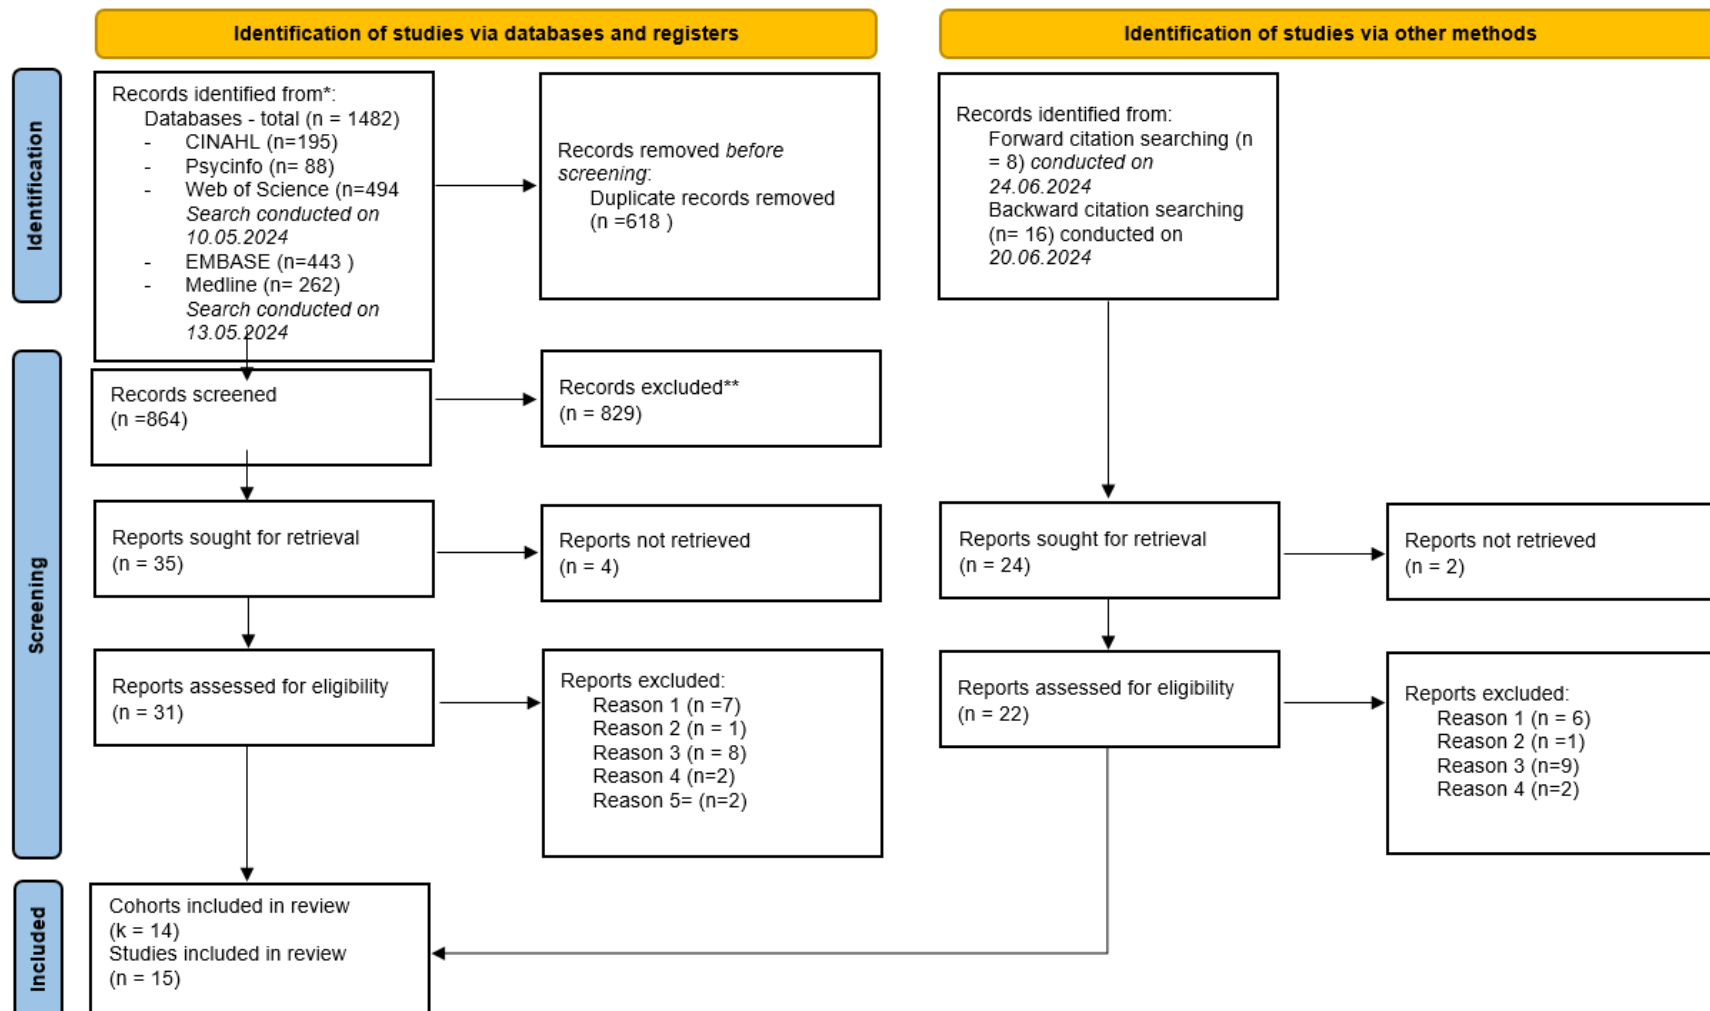 Identification of studies via databases and registers
Identification of studies via other methods
Identification
Records identified from*:
Databases - total (n = 1482)
- CINAHL (n=195)
- Psycinfo (n= 88)
- Web of Science (n=494
Search conducted on
10.05.2024
- EMBASE (n=443 )
- Medline (n= 262)
Search conducted on
13.05.2024
Records removed before
screening:
Duplicate records removed
(n =618 )
Records identified from:
Forward citation searching (n
= 8) conducted on
24.06.2024
Backward citation searching
(n= 16) conducted on
20.06.2024
Screening
Records screened
(n =864)
Records excluded**
(n = 829)
Reports sought for retrieval
(n = 35)
Reports not retrieved
(n = 4)
Reports sought for retrieval
(n = 24)
Reports not retrieved
(n = 2)
Reports assessed for eligibility
(n = 31)
Reports excluded:
Reason 1 (n =7)
Reason 2 (n = 1)
Reason 3 (n = 8)
Reason 4 (n=2)
Reason 5= (n=2)
Reports assessed for eligibility
(n = 22)
Reports excluded:
Reason 1 (n = 6)
Reason 2 (n =1)
Reason 3 (n=9)
Reason 4 (n=2)
Included
Cohorts included in review
(k = 14)
Studies included in review
(n = 15)